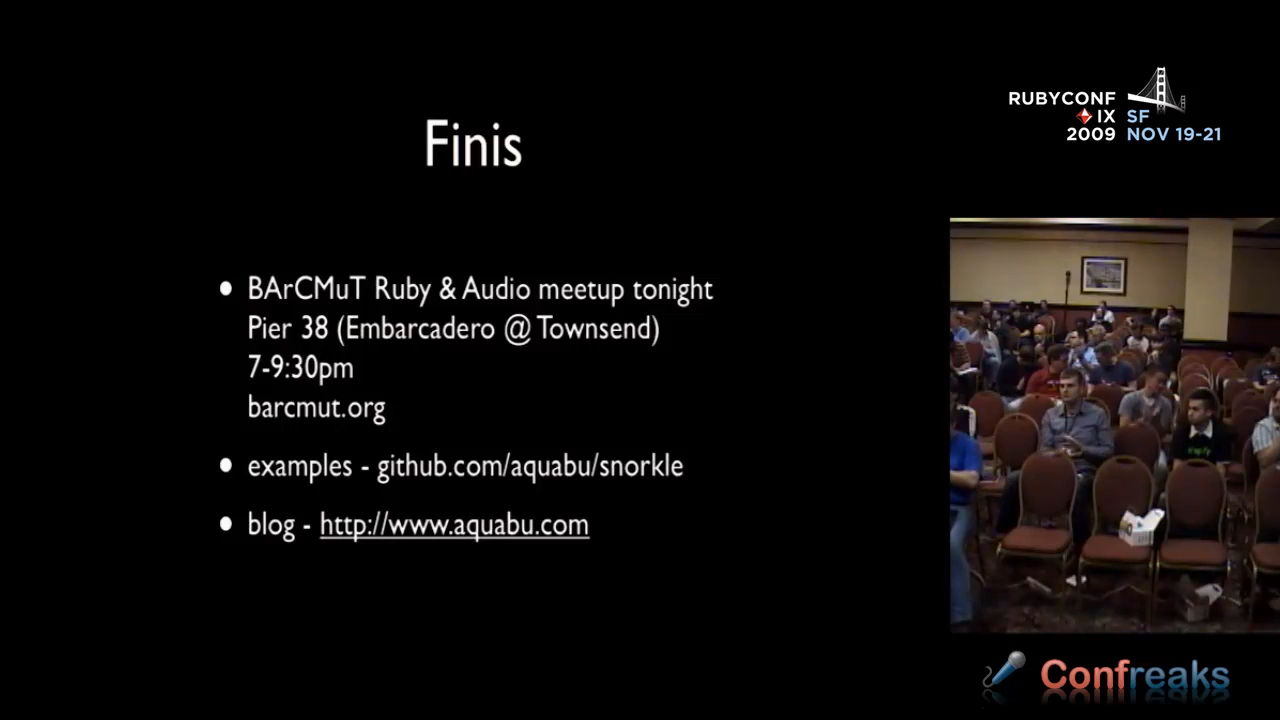 Finis
• BArCMuT Ruby & Audio meetup tonight
Pier 38 (Embarcadero @ Townsend)
7-9:30pm
barcmut.org
• examples - github.com/aquabu/snorkle
• blog - http://www.aquabu.com
RUBYCONF
IX SF
2009 NOV 19-21
Confreaks